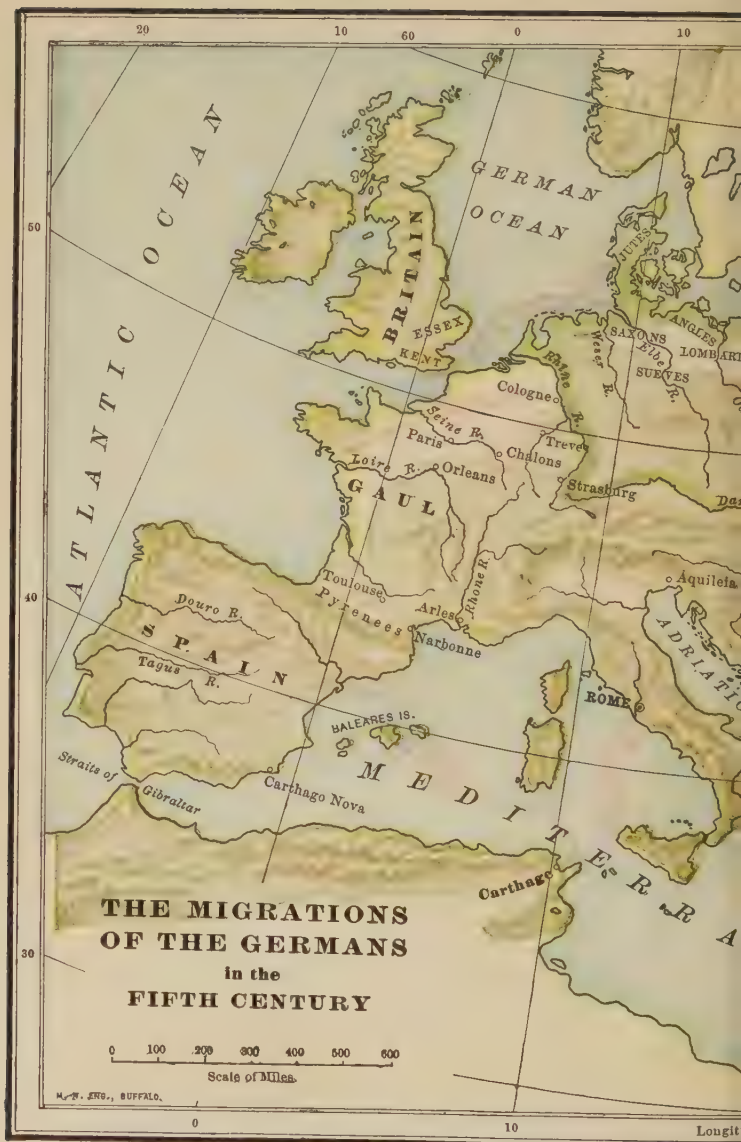 20 10 60 0 10
50
40
30
ATLANTIC OCEAN
GERMAN
OCEAN
BRITAIN
ESSEX
KENT
JUTES
ANGLES
SAXONS
LOMBAR
SUEVES
Weser R.
Elbe R.
Rhine R.
Cologne
Treves
Seine R.
Paris
Chalons
Loire R.
Orleans
Strasburg
GAUL
Toulouse
Rhone R.
Arles
Pyrenees
Narbonne
Aquileia
ADRIATIC
Douro R.
SPAIN
Tagus R.
ROME
BALEARES IS.
Straits of
Gibraltar
Carthago Nova
MEDITERRA
Carthage
THE MIGRATIONS
OF THE GERMANS
in the
FIFTH CENTURY
0 100 200 300 400 500 600
Scale of Miles.
M.-N. ENG., BUFFALO.
0 10 Longit